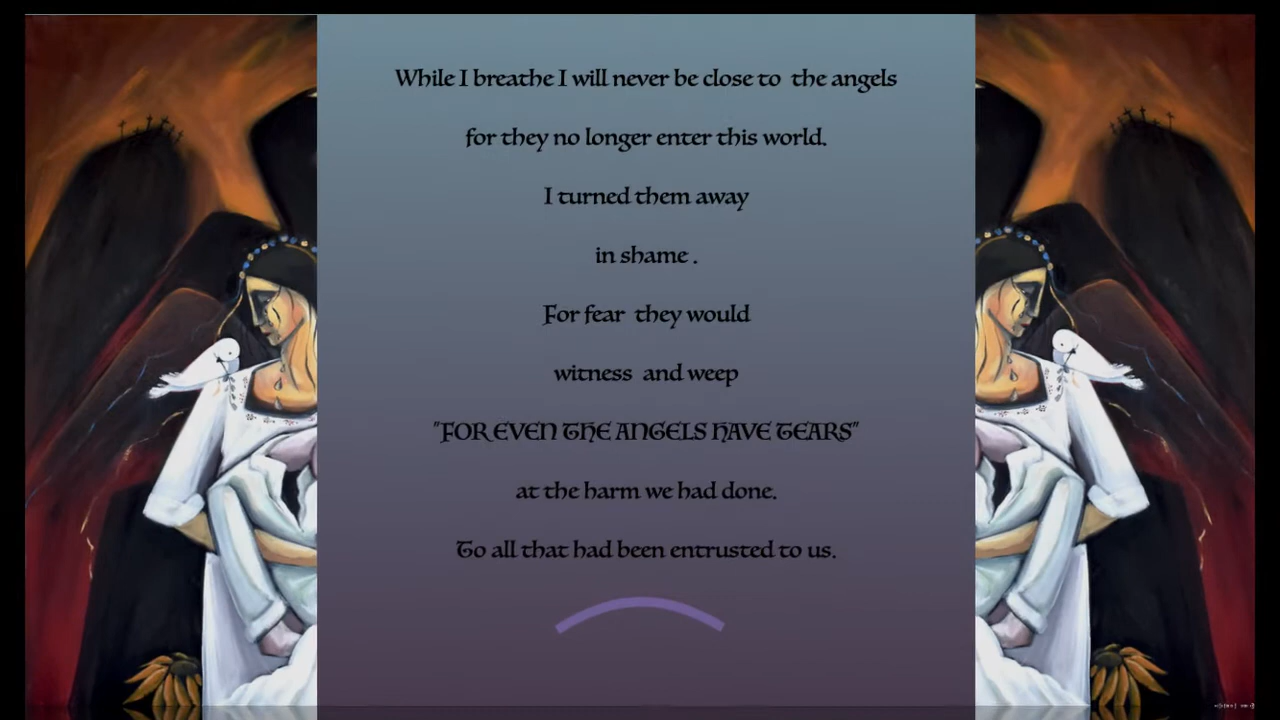 While I breathe I will never be close to the angels
for they no longer enter this world.
I turned them away
in shame .
For fear they would
witness and weep
"FOR EVEN THE ANGELS HAVE TEARS"
at the harm we had done.
To all that had been entrusted to us.